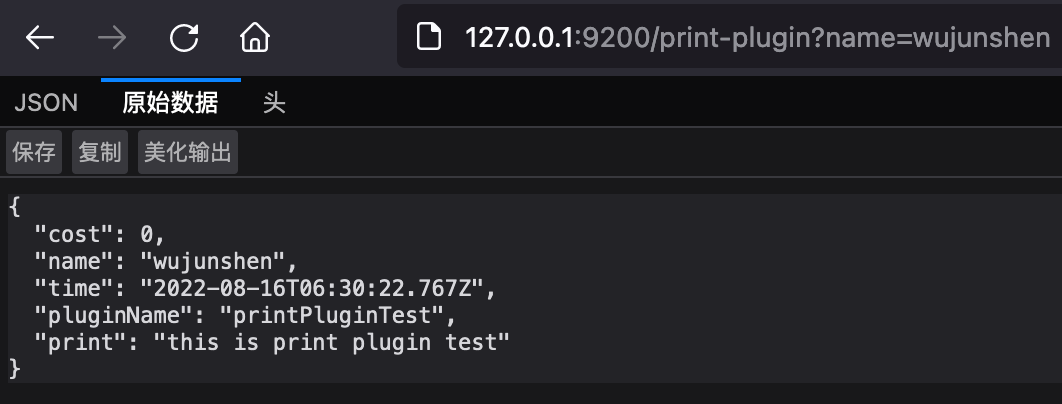 127.0.0.1:9200/print-plugin?name=wujunshen
JSON 原始数据 头
保存 复制 美化输出
{
  "cost": 0,
  "name": "wujunshen",
  "time": "2022-08-16T06:30:22.767Z",
  "pluginName": "printPluginTest",
  "print": "this is print plugin test"
}